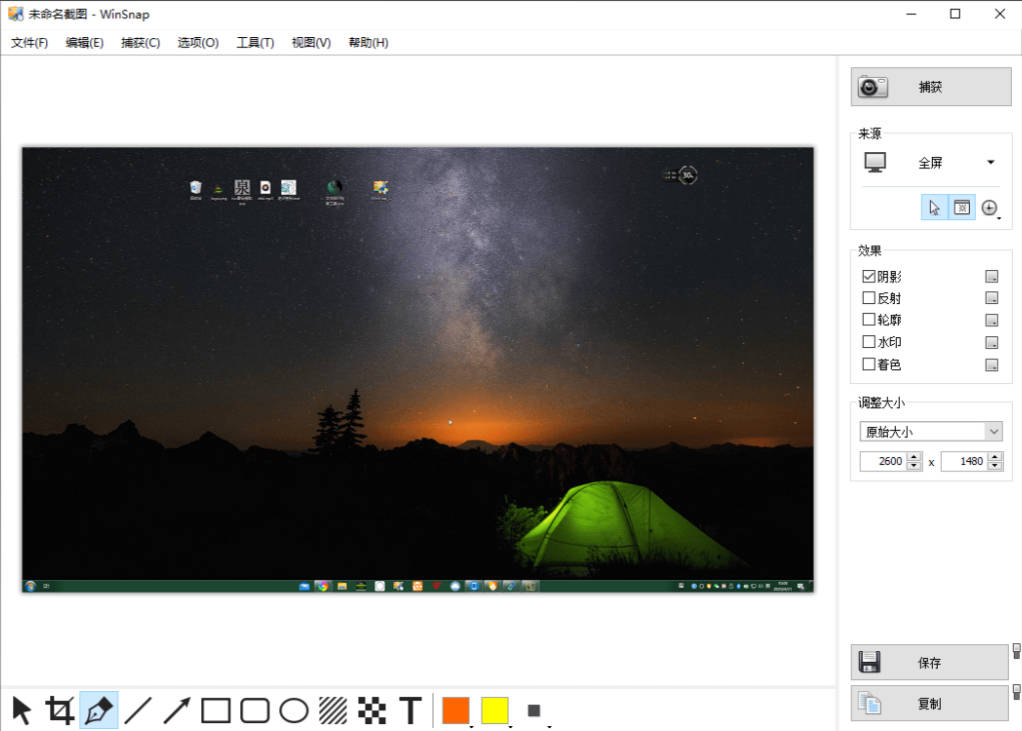 未命名截图 - WinSnap
文件(F) 编辑(E) 捕获(C) 选项(O) 工具(T) 视图(V) 帮助(H)
捕获
来源
全屏
效果
阴影
反射
轮廓
水印
着色
调整大小
原始大小
2600 x 1480
保存
复制
T